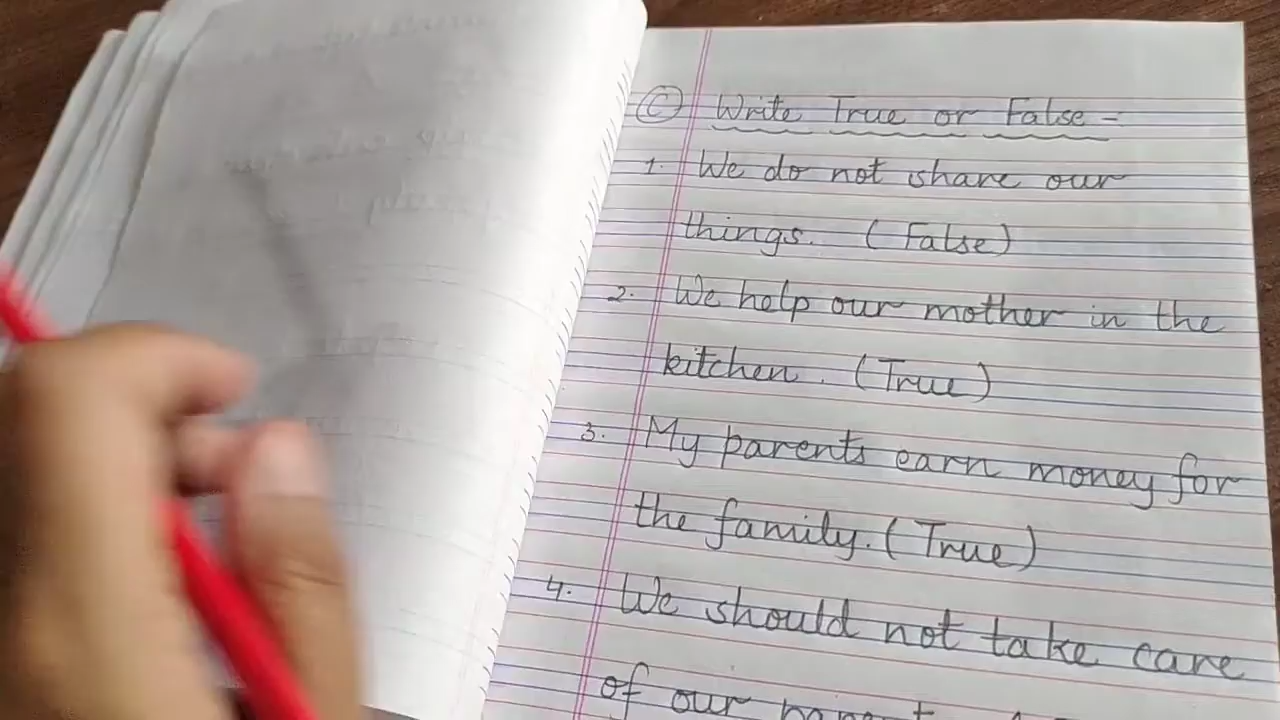 C Write True or False -
1. We do not share our
things. (False)
2. We help our mother in the
kitchen. (True)
3. My parents earn money for
the family. (True)
4. We should not take care
of our